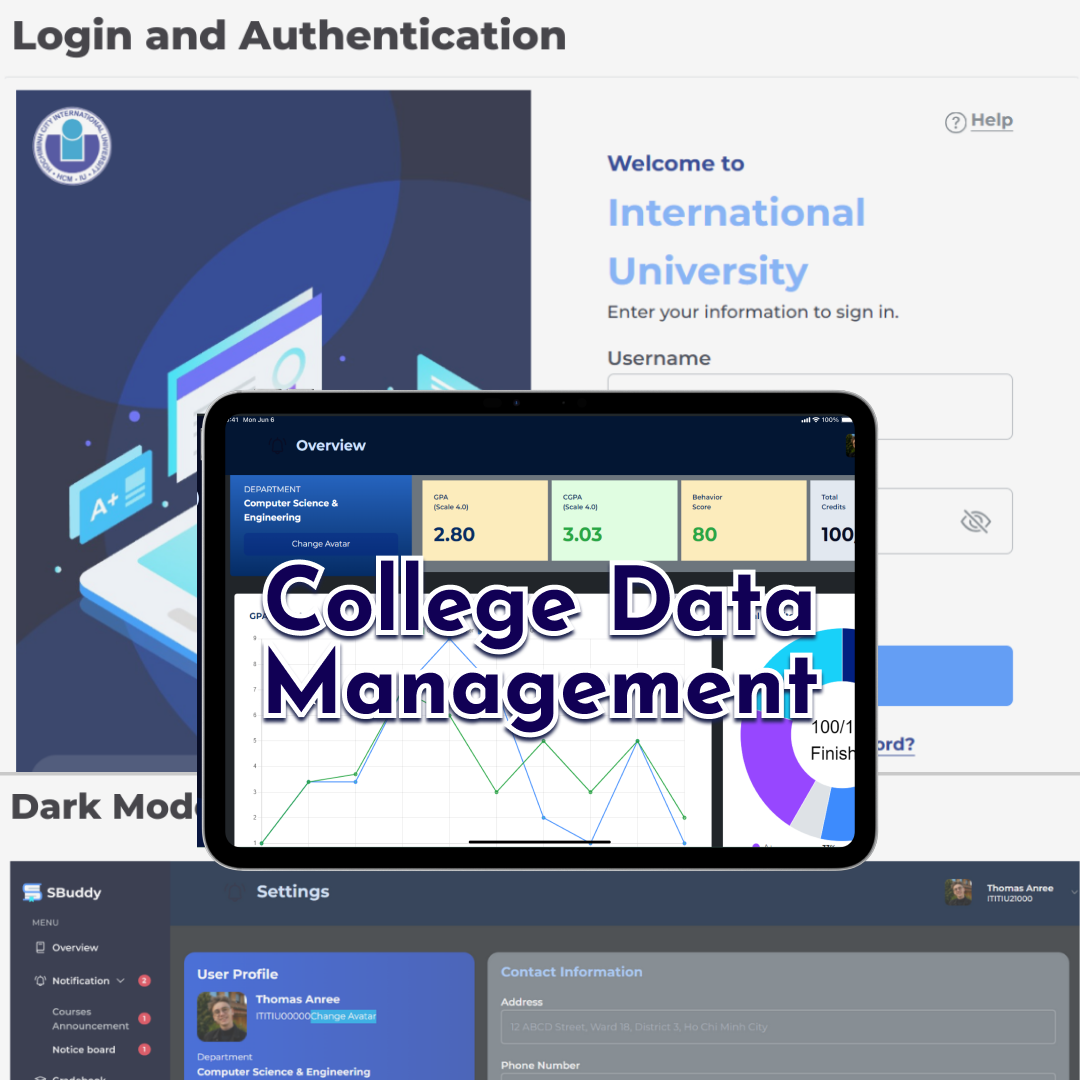 Login and Authentication
HOCHIMINH CITY INTERNATIONAL UNIVERSITY
HCM - IU
Help
Welcome to
International
University
Enter your information to sign in.
Username
A+
:41 Mon Jun 6
100%
Overview
DEPARTMENT
Computer Science &
Engineering
Change Avatar
GPA
(Scale 4.0)
2.80
CGPA
(Scale 4.0)
3.03
Behavior
Score
80
Total
Credits
100
College Data
Management
GPA
9
8
7
6
5
4
3
2
1
100/1
Finish
ord?
Dark Mod
SBuddy
MENU
Overview
Notification
2
Courses
Announcement
1
Notice board
1
Gradebook
Settings
Thomas Anree
ITITIU21000
User Profile
Thomas Anree
ITITIU00000Change Avatar
Department
Computer Science & Engineering
Contact Information
Address
12 ABCD Street, Ward 18, District 3, Ho Chi Minh City
Phone Number